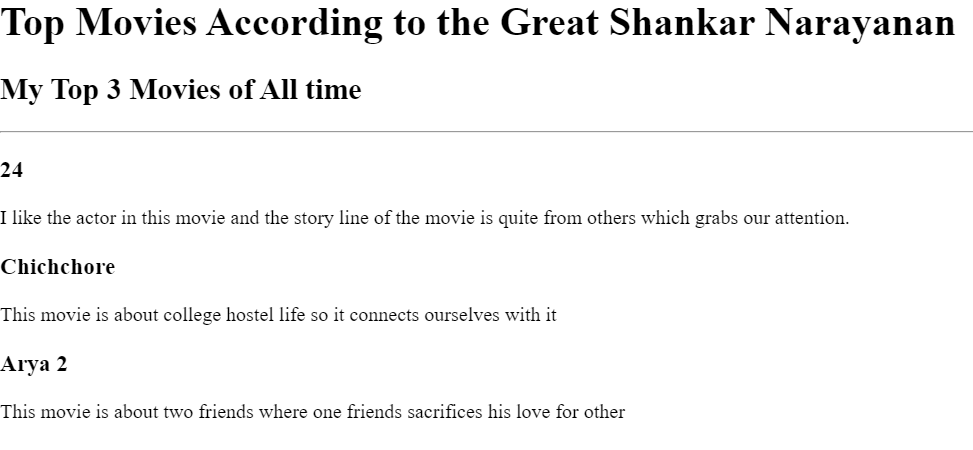 Top Movies According to the Great Shankar Narayanan
My Top 3 Movies of All time
24
I like the actor in this movie and the story line of the movie is quite from others which grabs our attention.
Chichchore
This movie is about college hostel life so it connects ourselves with it
Arya 2
This movie is about two friends where one friends sacrifices his love for other